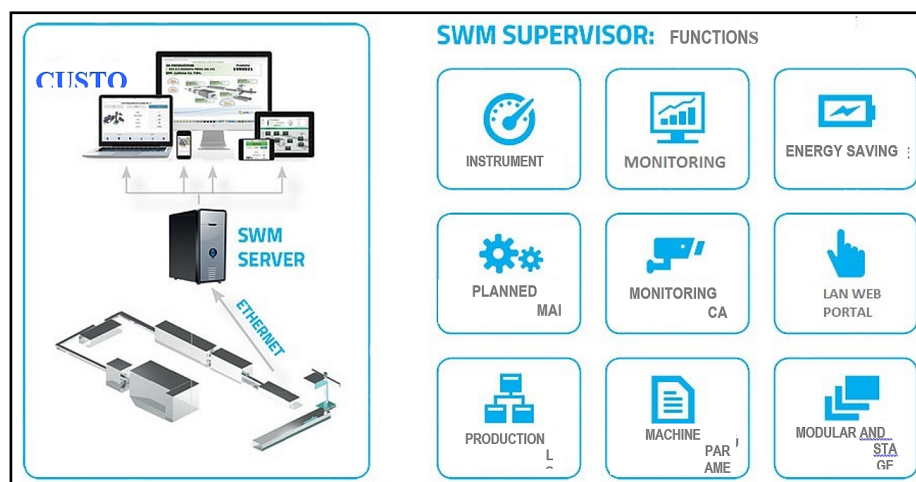 SWM SUPERVISOR: FUNCTIONS
CUSTO
SWM
SERVER
ETHERNET
INSTRUMENT
MONITORING
ENERGY SAVING :
PLANNED
MAI
MONITORING
CA
LAN WEB
PORTAL
PRODUCTION
L
MACHINE
PAR
AME
MODULAR AND
STA
GE